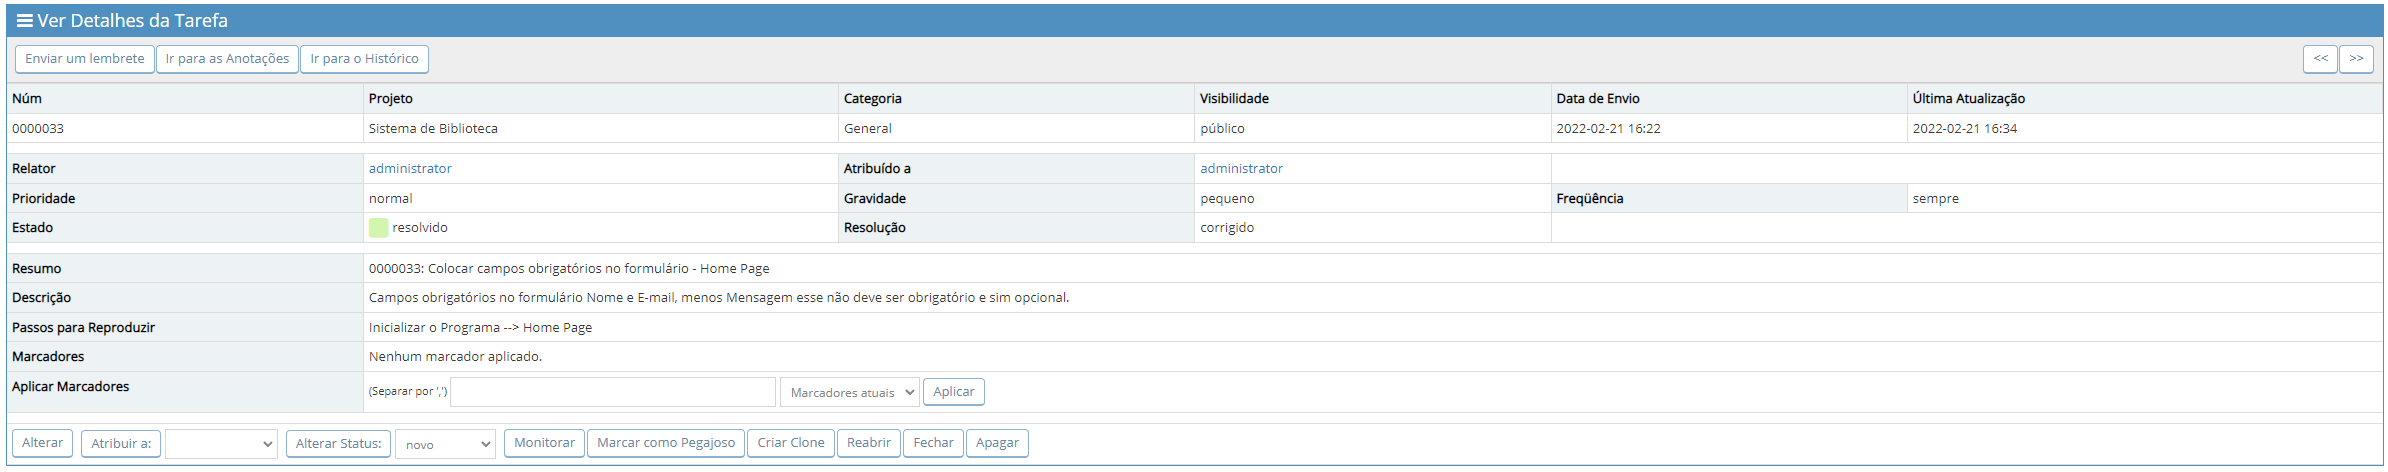 Ver Detalhes da Tarefa
Enviar um lembrete Ir para as Anotações Ir para o Histórico << >>
Núm Projeto Categoria Visibilidade Data de Envio Última Atualização
0000033 Sistema de Biblioteca General público 2022-02-21 16:22 2022-02-21 16:34
Relator administrator Atribuído a administrator
Prioridade normal Gravidade pequeno Freqüência sempre
Estado resolvido Resolução corrigido
Resumo 0000033: Colocar campos obrigatórios no formulário - Home Page
Descrição Campos obrigatórios no formulário Nome e E-mail, menos Mensagem esse não deve ser obrigatório e sim opcional.
Passos para Reproduzir Inicializar o Programa --> Home Page
Marcadores Nenhum marcador aplicado.
Aplicar Marcadores (Separar por ',') Marcadores atuais Aplicar
Alterar Atribuir a: Alterar Status: novo Monitorar Marcar como Pegajoso Criar Clone Reabrir Fechar Apagar